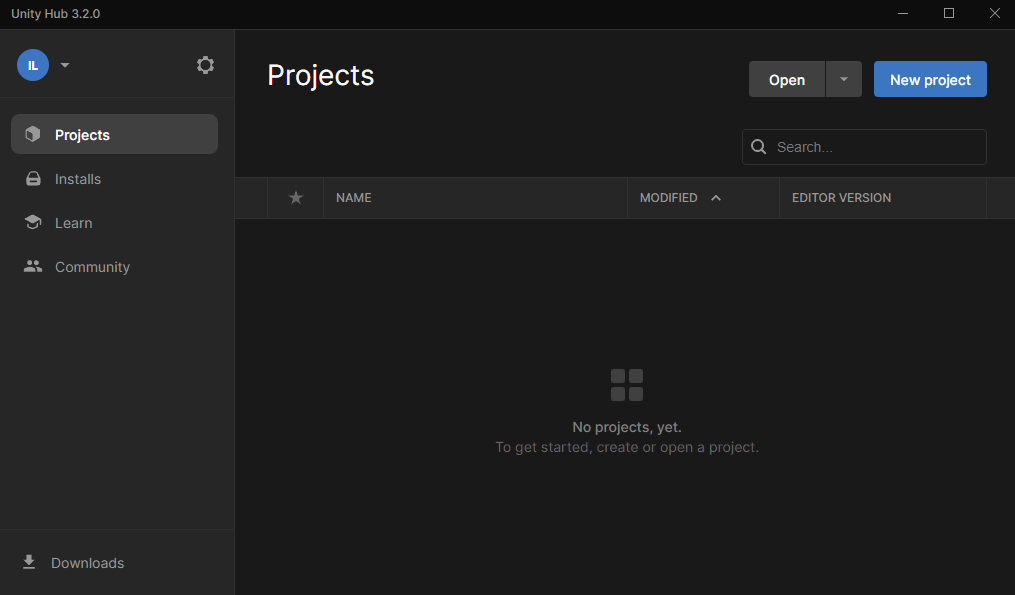 Unity Hub 3.2.0
IL
Projects
Installs
Learn
Community
Downloads
Projects
Open
New project
Search...
NAME MODIFIED EDITOR VERSION
No projects, yet.
To get started, create or open a project.